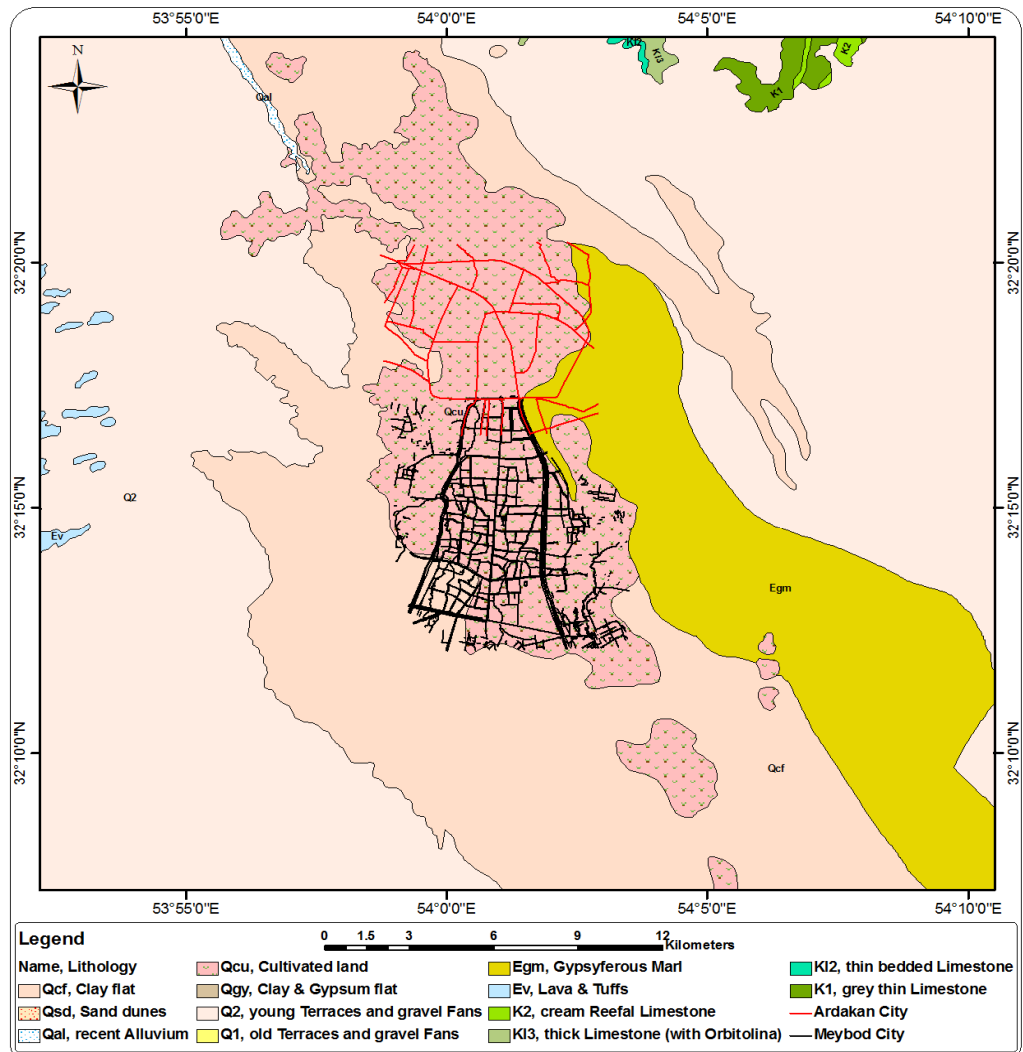 53°55'0"E 54°0'0"E 54°5'0"E 54°10'0"E
N
Kl2
Kl3
K2
K1
Qal
32°20'0"N 32°20'0"N
Qcu
Q2
32°15'0"N 32°15'0"N
Ev
Egm
32°10'0"N 32°10'0"N
Qcf
53°55'0"E 54°0'0"E 54°5'0"E 54°10'0"E
Legend
0 1.5 3 6 9 12 Kilometers
Name, Lithology Qcu, Cultivated land Egm, Gypsyferous Marl Kl2, thin bedded Limestone
Qcf, Clay flat Qgy, Clay & Gypsum flat Ev, Lava & Tuffs K1, grey thin Limestone
Qsd, Sand dunes Q2, young Terraces and gravel Fans K2, cream Reefal Limestone Ardakan City
Qal, recent Alluvium Q1, old Terraces and gravel Fans Kl3, thick Limestone (with Orbitolina) Meybod City